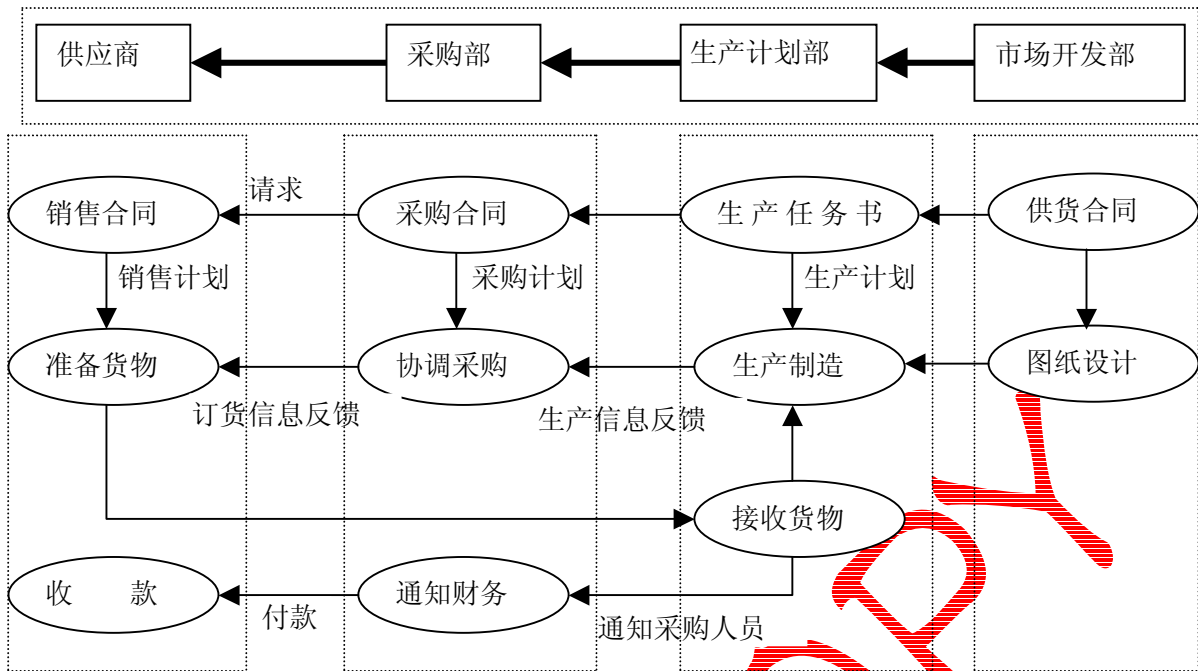 供应商 采购部 生产计划部 市场开发部
请求
销售合同 采购合同 生产任务书 供货合同
销售计划 采购计划 生产计划
准备货物 协调采购 生产制造 图纸设计
订货信息反馈 生产信息反馈
接收货物
收 款 通知财务
付款 通知采购人员